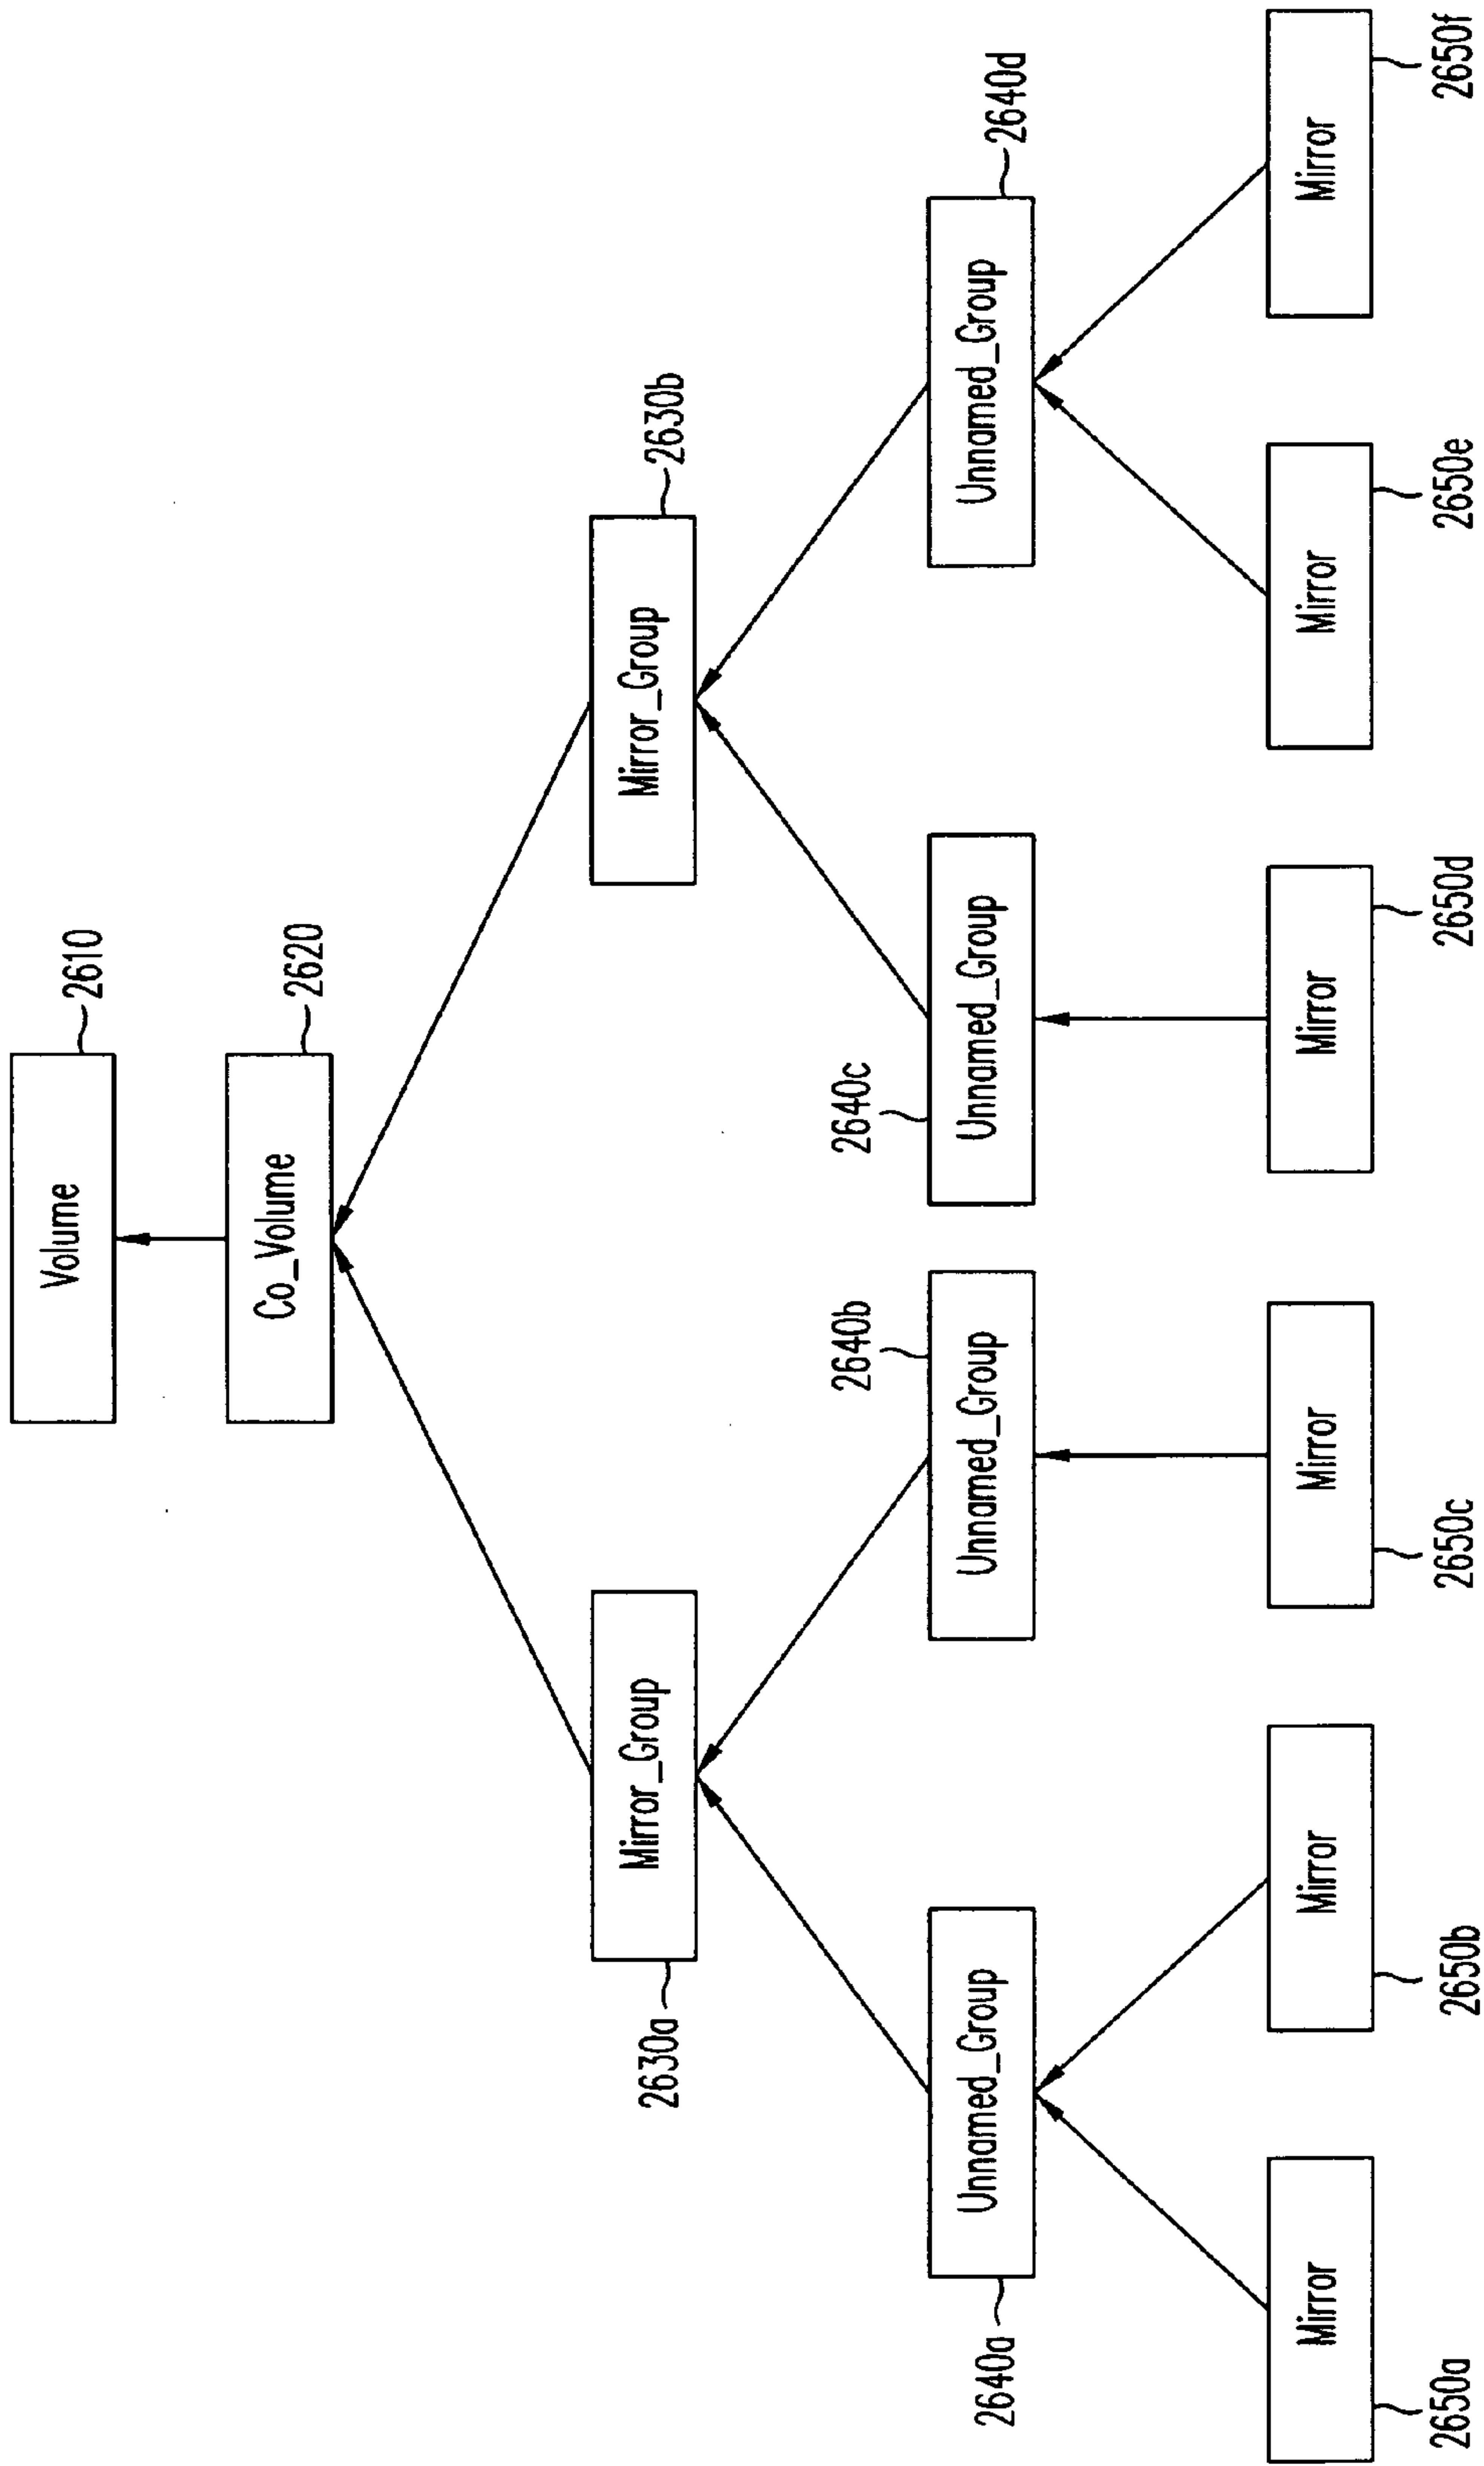 Volume
2610
Co_Volume
2620
Mirror_Group
2630a
Mirror_Group
2630b
Unnamed_Group
2640a
Unnamed_Group
2640b
Unnamed_Group
2640c
Unnamed_Group
2640d
Mirror
2650a
Mirror
2650b
Mirror
2650c
Mirror
2650d
Mirror
2650e
Mirror
2650f